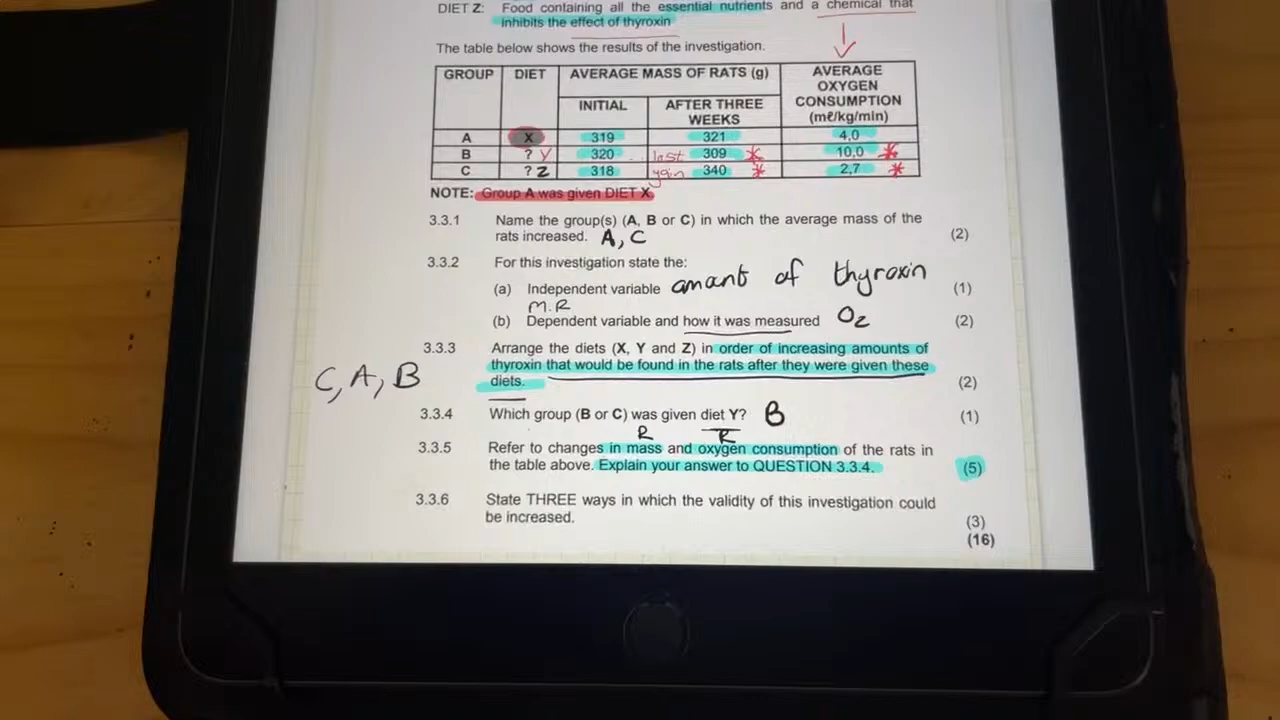 DIET Z: Food containing all the essential nutrients and a chemical that
inhibits the effect of thyroxin
The table below shows the results of the investigation.
GROUP DIET AVERAGE MASS OF RATS (g) AVERAGE OXYGEN CONSUMPTION (mℓ/kg/min)
INITIAL AFTER THREE WEEKS
A X 319 321 4,0
B ? Y 320 last 309 * 10,0 *
C ? Z 318 gain 340 * 2,7 *
NOTE: Group A was given DIET X
3.3.1 Name the group(s) (A, B or C) in which the average mass of the
rats increased. A, C (2)
3.3.2 For this investigation state the:
(a) Independent variable amant of thyroxin (1)
M.R
(b) Dependent variable and how it was measured O2 (2)
3.3.3 Arrange the diets (X, Y and Z) in order of increasing amounts of
thyroxin that would be found in the rats after they were given these
diets. (2)
C, A, B
3.3.4 Which group (B or C) was given diet Y? B (1)
R R
3.3.5 Refer to changes in mass and oxygen consumption of the rats in
the table above. Explain your answer to QUESTION 3.3.4. (5)
3.3.6 State THREE ways in which the validity of this investigation could
be increased. (3)
(16)